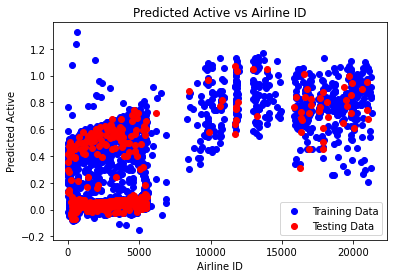 Predicted Active vs Airline ID
Predicted Active
1.2
1.0
0.8
0.6
0.4
0.2
0.0
−0.2
0
5000
10000
15000
20000
Airline ID
Training Data
Testing Data